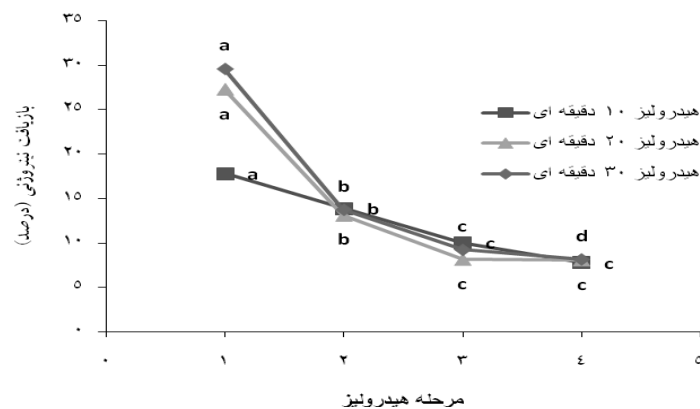 ۳۵
۳۰
۲۵
۲۰
۱۵
۱۰
۵
۰
بازیافت نیتروژنی (درصد)
a
a
a
b
b
b
c
c
c
d
c
c
هیدرولیز ۱۰ دقیقه ای
هیدرولیز ۲۰ دقیقه ای
هیدرولیز ۳۰ دقیقه ای
۰ ۱ ۲ ۳ ۴ ۵
مرحله هیدرولیز